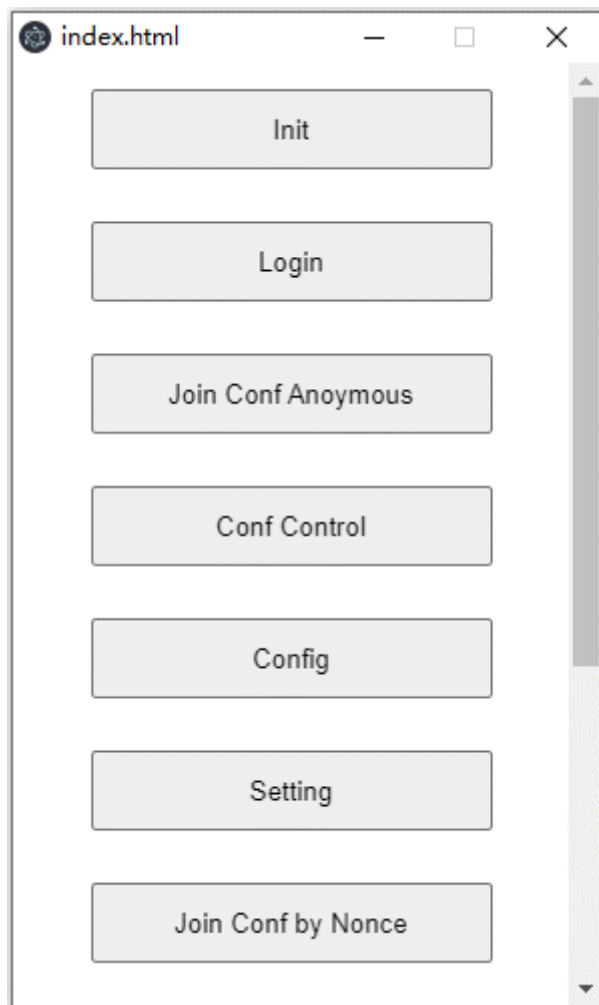 index.html
Init
Login
Join Conf Anoymous
Conf Control
Config
Setting
Join Conf by Nonce